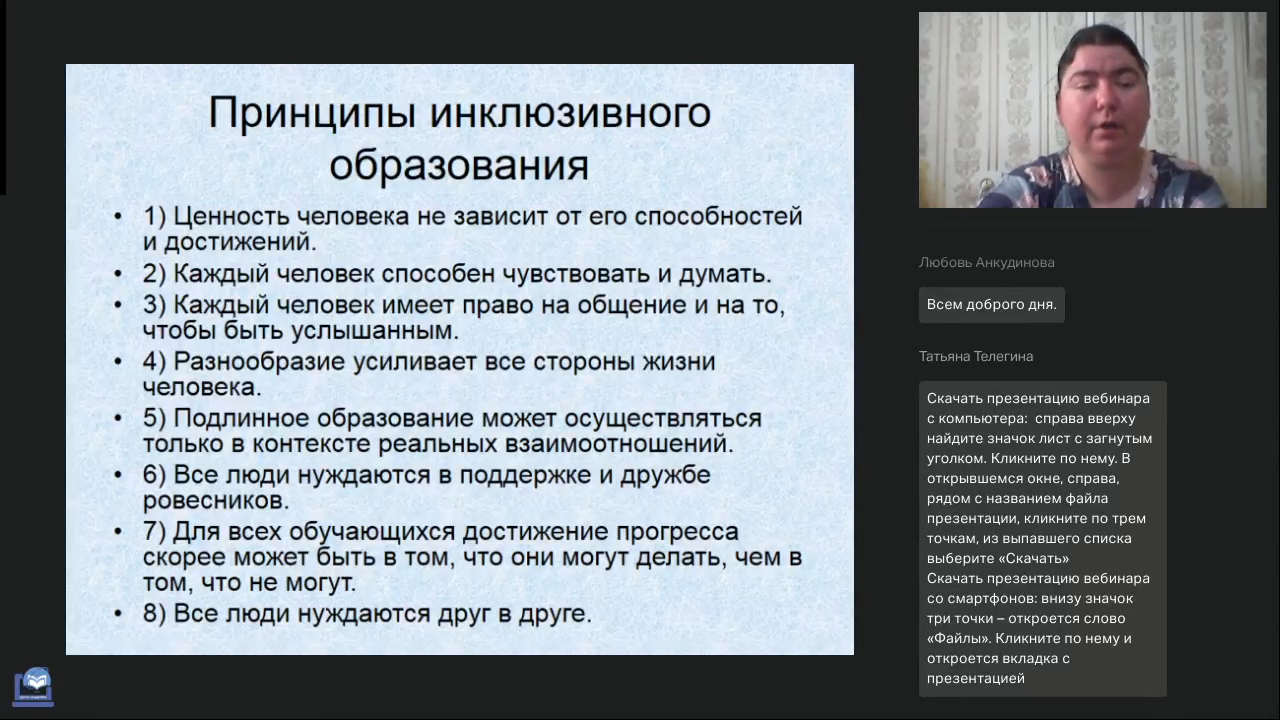 Принципы инклюзивного
образования
• 1) Ценность человека не зависит от его способностей
и достижений.
• 2) Каждый человек способен чувствовать и думать.
• 3) Каждый человек имеет право на общение и на то,
чтобы быть услышанным.
• 4) Разнообразие усиливает все стороны жизни
человека.
• 5) Подлинное образование может осуществляться
только в контексте реальных взаимоотношений.
• 6) Все люди нуждаются в поддержке и дружбе
ровесников.
• 7) Для всех обучающихся достижение прогресса
скорее может быть в том, что они могут делать, чем в
том, что не могут.
• 8) Все люди нуждаются друг в друге.
Любовь Анкудинова
Всем доброго дня.
Татьяна Телегина
Скачать презентацию вебинара
с компьютера:  справа вверху
найдите значок лист с загнутым
уголком. Кликните по нему. В
открывшемся окне, справа,
рядом с названием файла
презентации, кликните по трем
точкам, из выпавшего списка
выберите «Скачать»
Скачать презентацию вебинара
со смартфонов: внизу значок
три точки – откроется слово
«Файлы». Кликните по нему и
откроется вкладка с
презентацией